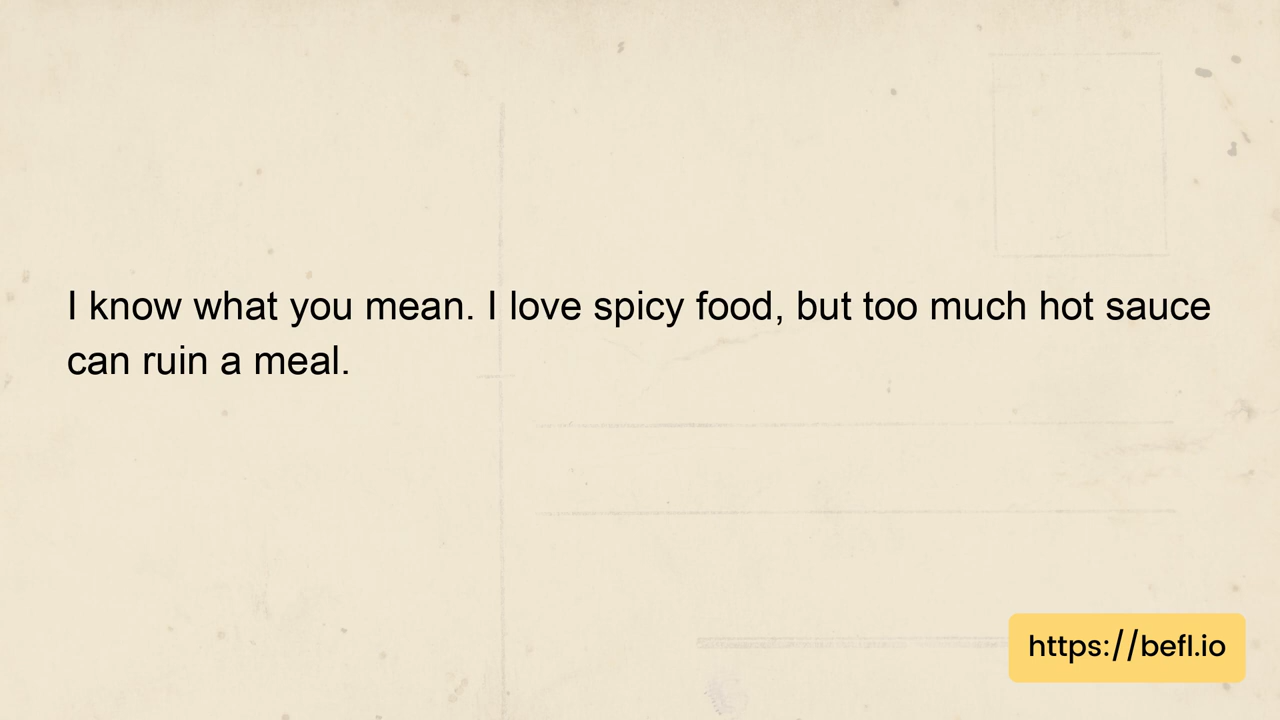 I know what you mean. I love spicy food, but too much hot sauce
can ruin a meal.
https://befl.io